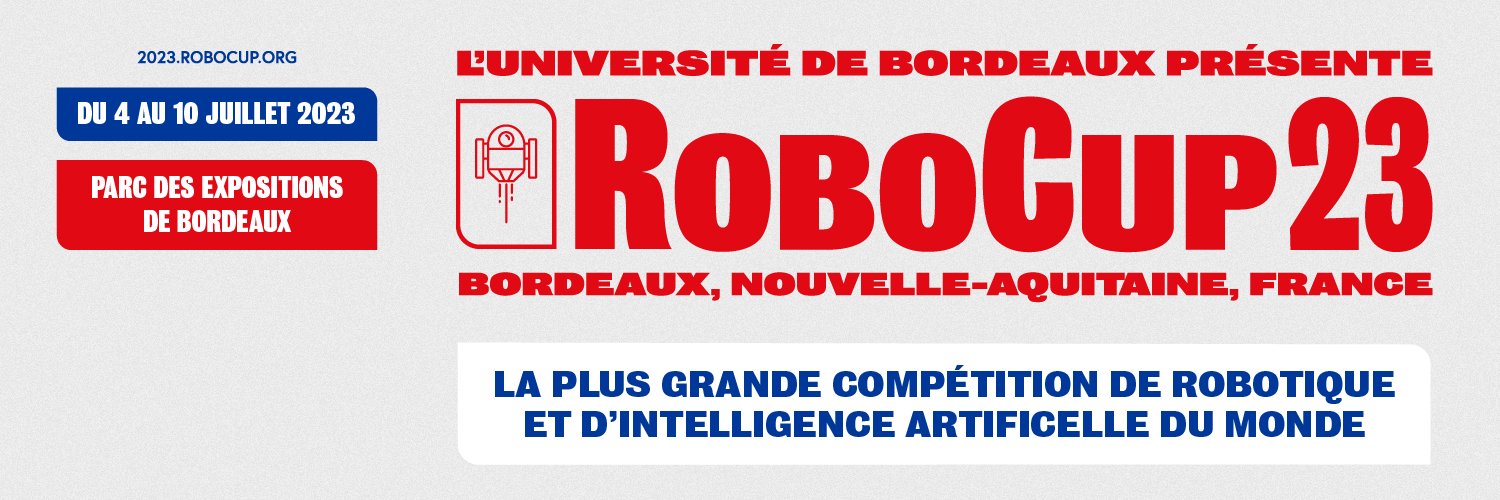 2023.ROBOCUP.ORG
DU 4 AU 10 JUILLET 2023
PARC DES EXPOSITIONS
DE BORDEAUX
L'UNIVERSITÉ DE BORDEAUX PRÉSENTE
ROBOCUP23
BORDEAUX, NOUVELLE-AQUITAINE, FRANCE
LA PLUS GRANDE COMPÉTITION DE ROBOTIQUE
ET D'INTELLIGENCE ARTIFICELLE DU MONDE